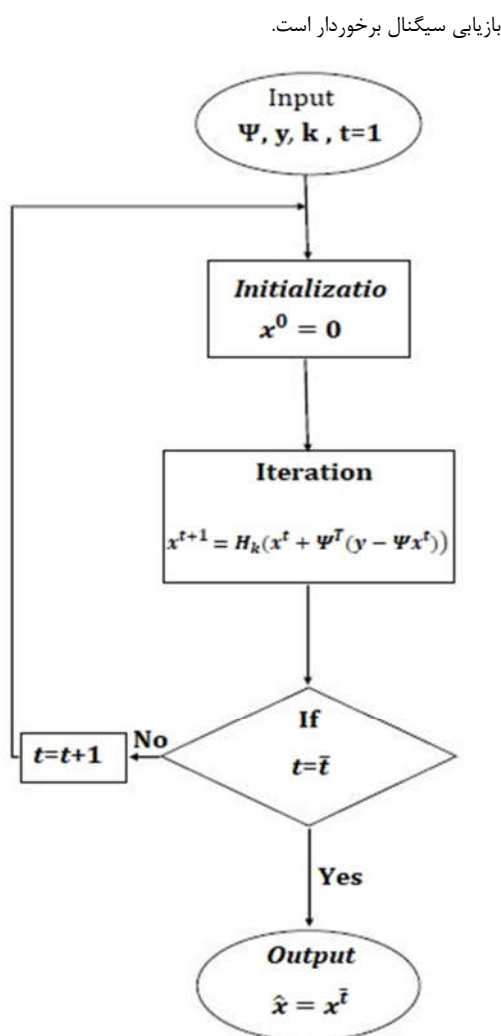 بازیابی سیگنال برخوردار است.
Input
Ψ, y, k , t=1
Initializatio
x⁰ = 0
Iteration
xᵗ⁺¹ = Hₖ(xᵗ + Ψᵀ(y − Ψxᵗ))
If
t=t̄
No
t=t+1
Yes
Output
x̂ = x^t̄